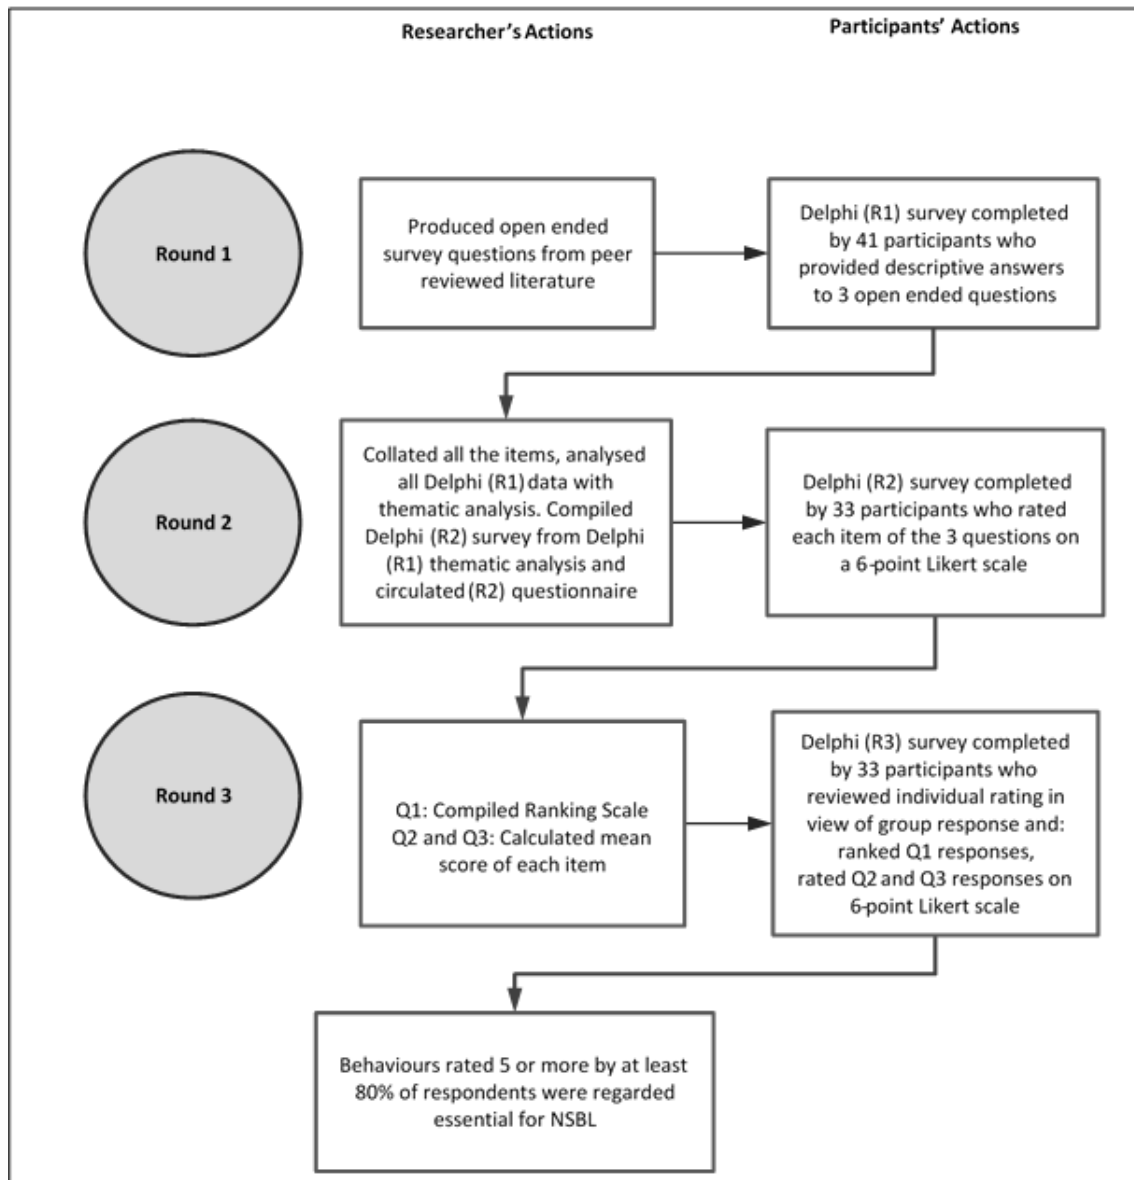 Researcher's Actions
Participants' Actions
Round 1
Produced open ended
survey questions from peer
reviewed literature
Delphi (R1) survey completed
by 41 participants who
provided descriptive answers
to 3 open ended questions
Round 2
Collated all the items, analysed
all Delphi (R1) data with
thematic analysis. Compiled
Delphi (R2) survey from Delphi
(R1) thematic analysis and
circulated (R2) questionnaire
Delphi (R2) survey completed
by 33 participants who rated
each item of the 3 questions on
a 6-point Likert scale
Round 3
Q1: Compiled Ranking Scale
Q2 and Q3: Calculated mean
score of each item
Delphi (R3) survey completed
by 33 participants who
reviewed individual rating in
view of group response and:
ranked Q1 responses,
rated Q2 and Q3 responses on
6-point Likert scale
Behaviours rated 5 or more by at least
80% of respondents were regarded
essential for NSBL